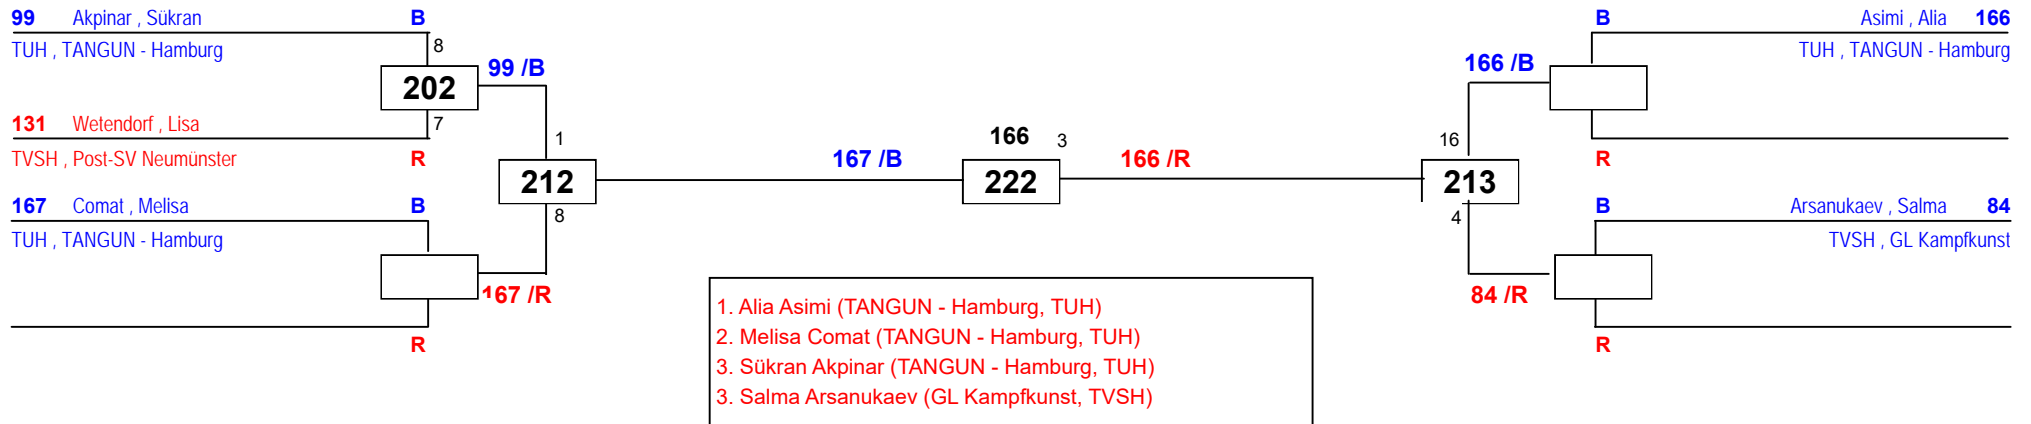 99 Akpinar , Sükran B
TUH , TANGUN - Hamburg
8
202
99 /B
7
131 Wetendorf , Lisa
TVSH , Post-SV Neumünster R
1
212
8
167 Comat , Melisa B
TUH , TANGUN - Hamburg
167 /R
R
167 /B
166 3
222
166 /R
B Asimi , Alia 166
TUH , TANGUN - Hamburg
166 /B
R
16
213
4
B Arsanukaev , Salma 84
TVSH , GL Kampfkunst
84 /R
R
1. Alia Asimi (TANGUN - Hamburg, TUH)
2. Melisa Comat (TANGUN - Hamburg, TUH)
3. Sükran Akpinar (TANGUN - Hamburg, TUH)
3. Salma Arsanukaev (GL Kampfkunst, TVSH)